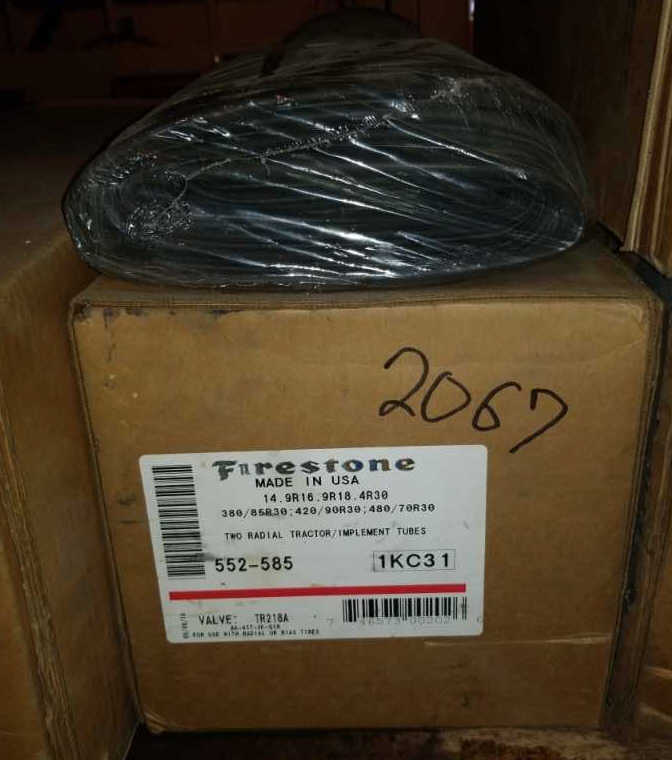 2067
Firestone
MADE IN USA
14.9R16.9R18.4R30
380/85R30;420/90R30;480/70R30
TWO RADIAL TRACTOR/IMPLEMENT TUBES
552-585
1KC31
VALVE: TR218A
FOR USE WITH RADIAL OR BIAS TIRES